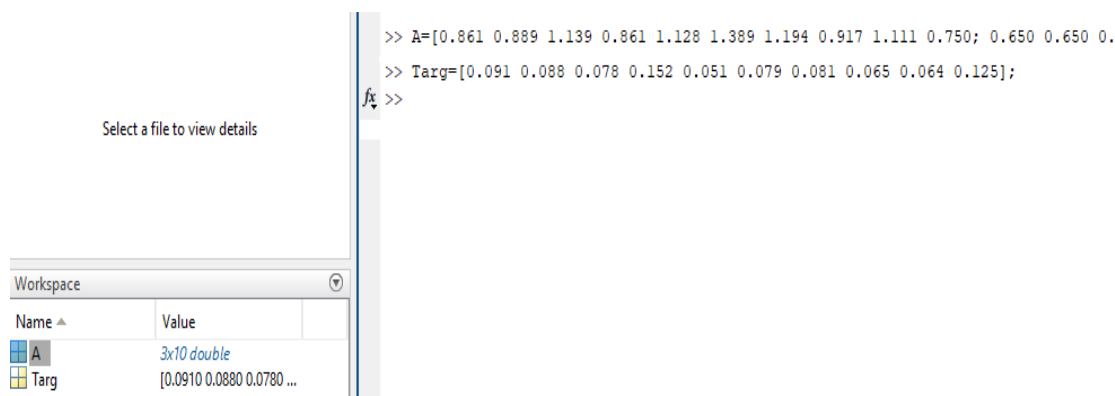 >> A=[0.861 0.889 1.139 0.861 1.128 1.389 1.194 0.917 1.111 0.750; 0.650 0.650 0.
>> Targ=[0.091 0.088 0.078 0.152 0.051 0.079 0.081 0.065 0.064 0.125];
fx >>
Select a file to view details
Workspace
Name Value
A 3x10 double
Targ [0.0910 0.0880 0.0780 ...